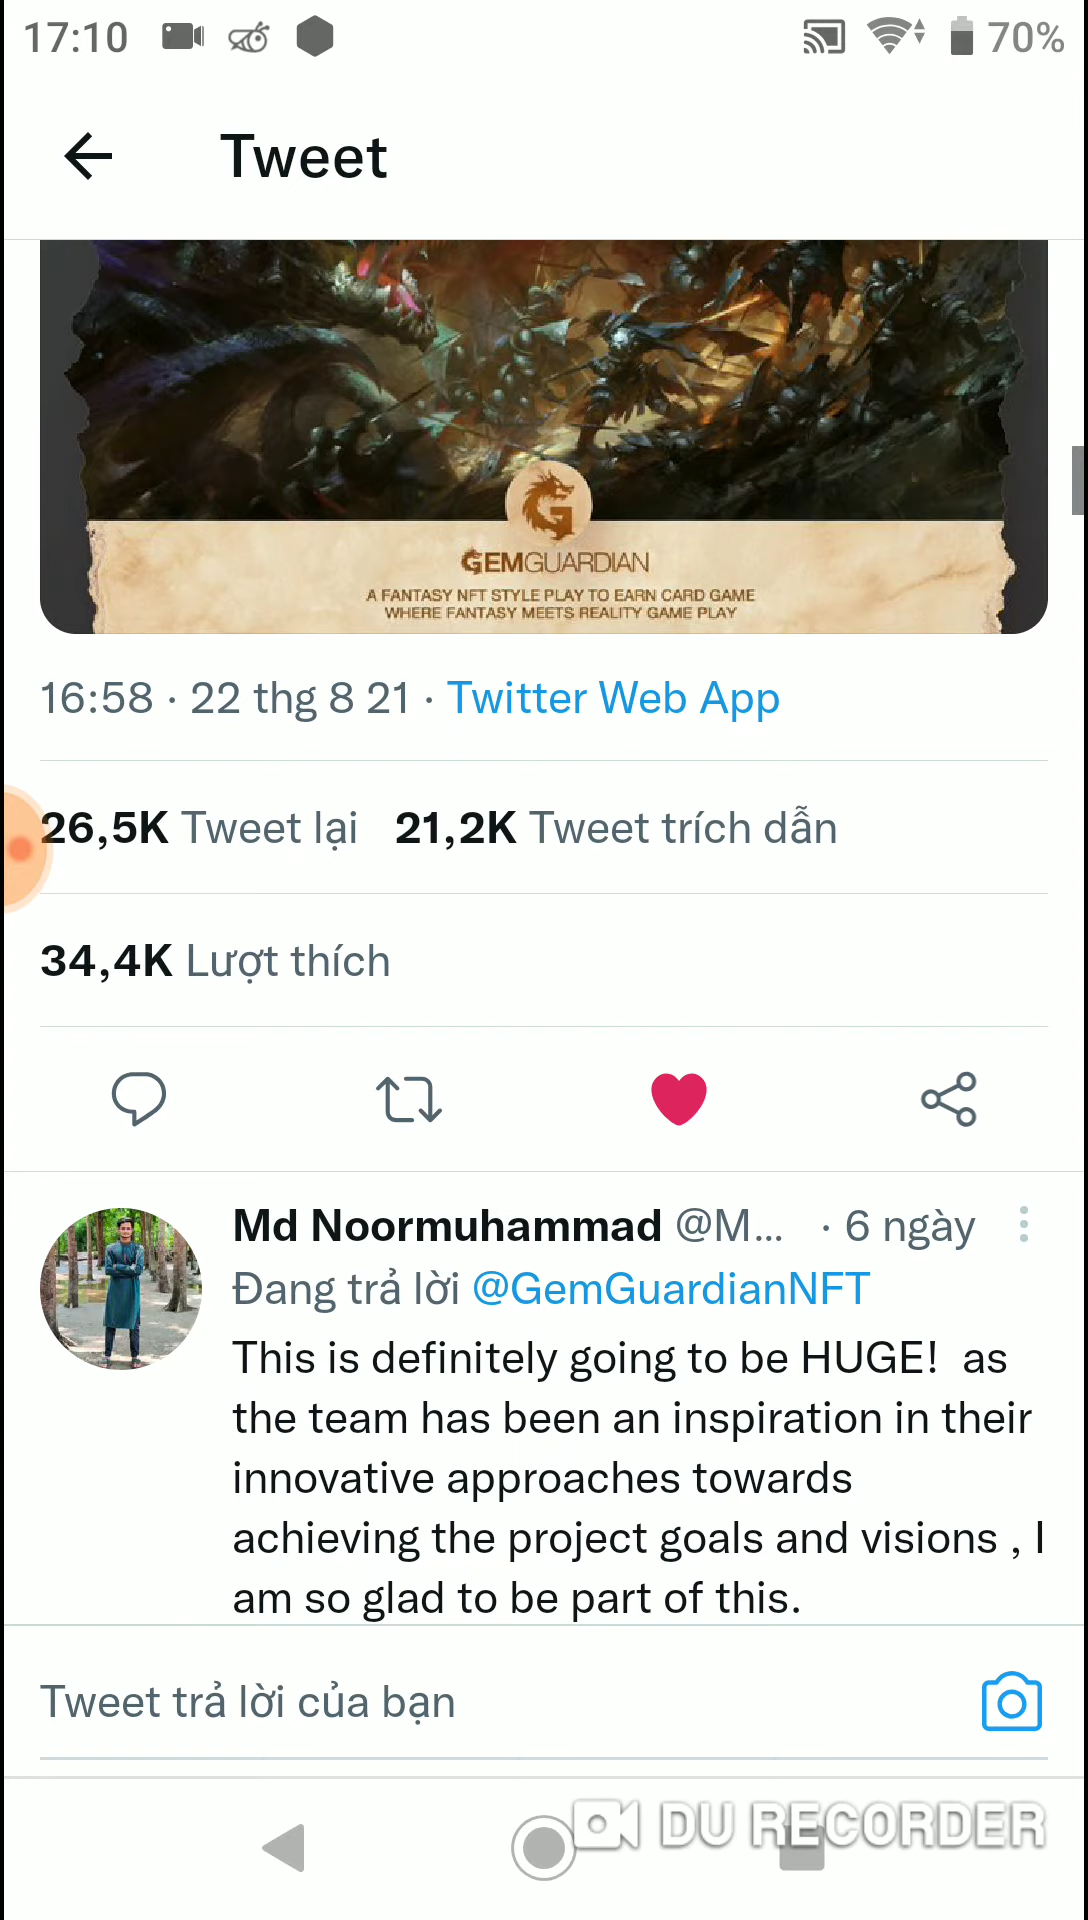 17:10
70%
Tweet
GEMGUARDIAN
A FANTASY NFT STYLE PLAY TO EARN CARD GAME
WHERE FANTASY MEETS REALITY GAME PLAY
16:58 · 22 thg 8 21 · Twitter Web App
26,5K Tweet lại 21,2K Tweet trích dẫn
34,4K Lượt thích
Md Noormuhammad @M... · 6 ngày
Đang trả lời @GemGuardianNFT
This is definitely going to be HUGE!  as
the team has been an inspiration in their
innovative approaches towards
achieving the project goals and visions , I
am so glad to be part of this.
Tweet trả lời của bạn
DU RECORDER